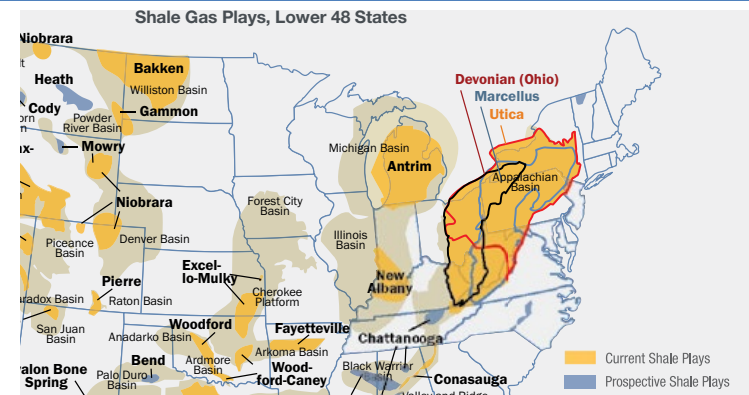 Shale Gas Plays, Lower 48 States
Niobrara
Heath
Bakken
Williston Basin
Devonian (Ohio)
Marcellus
Utica
Cody
Powder
River Basin
Gammon
Mowry
Michigan Basin
Antrim
Appalachian
Basin
Niobrara
Forest City
Basin
Piceance
Basin
Denver Basin
Illinois
Basin
Excel-
lo-Mulky
Cherokee
Platform
New
Albany
Pierre
Raton Basin
Basin
San Juan
Basin
Anadarko Basin
Woodford
Fayetteville
Chattanooga
Arkoma Basin
Ardmore
Basin
Bend
Palo Duro
Basin
Wood-
ford-Caney
Black Warrior
Conasauga
Bone
Spring
Current Shale Plays
Prospective Shale Plays